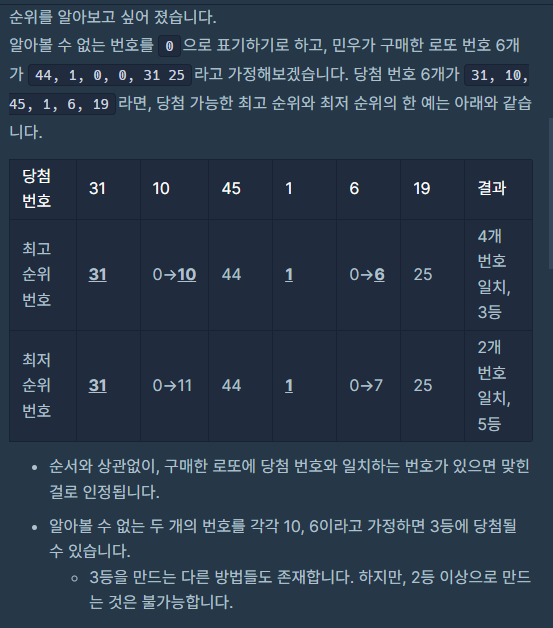 순위를 알아보고 싶어 졌습니다.
알아볼 수 없는 번호를 0 으로 표기하기로 하고, 민우가 구매한 로또 번호 6개
가 44, 1, 0, 0, 31 25 라고 가정해보겠습니다. 당첨 번호 6개가 31, 10,
45, 1, 6, 19 라면, 당첨 가능한 최고 순위와 최저 순위의 한 예는 아래와 같습
니다.
당첨
번호 31 10 45 1 6 19 결과
최고
순위
번호 31 0→10 44 1 0→6 25 4개
번호
일치,
3등
최저
순위
번호 31 0→11 44 1 0→7 25 2개
번호
일치,
5등
• 순서와 상관없이, 구매한 로또에 당첨 번호와 일치하는 번호가 있으면 맞힌
걸로 인정됩니다.
• 알아볼 수 없는 두 개의 번호를 각각 10, 6이라고 가정하면 3등에 당첨될
수 있습니다.
◦ 3등을 만드는 다른 방법들도 존재합니다. 하지만, 2등 이상으로 만드
는 것은 불가능합니다.